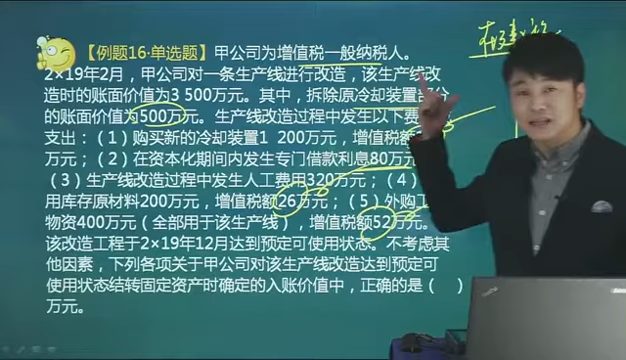 【例题16·单选题】甲公司为增值税一般纳税人。
2×19年2月，甲公司对一条生产线进行改造，该生产线改
造时的账面价值为3 500万元。其中，拆除原冷却装置部分
的账面价值为500万元。生产线改造过程中发生以下费
支出：（1）购买新的冷却装置1 200万元，增值税额
万元；（2）在资本化期间内发生专门借款利息80万元
（3）生产线改造过程中发生人工费用320万元；（4）
用库存原材料200万元，增值税额26万元；（5）外购工
物资400万元（全部用于该生产线），增值税额52万元。
该改造工程于2×19年12月达到预定可使用状态。不考虑其
他因素，下列各项关于甲公司对该生产线改造达到预定可
使用状态结转固定资产时确定的入账价值中，正确的是（　）
万元。